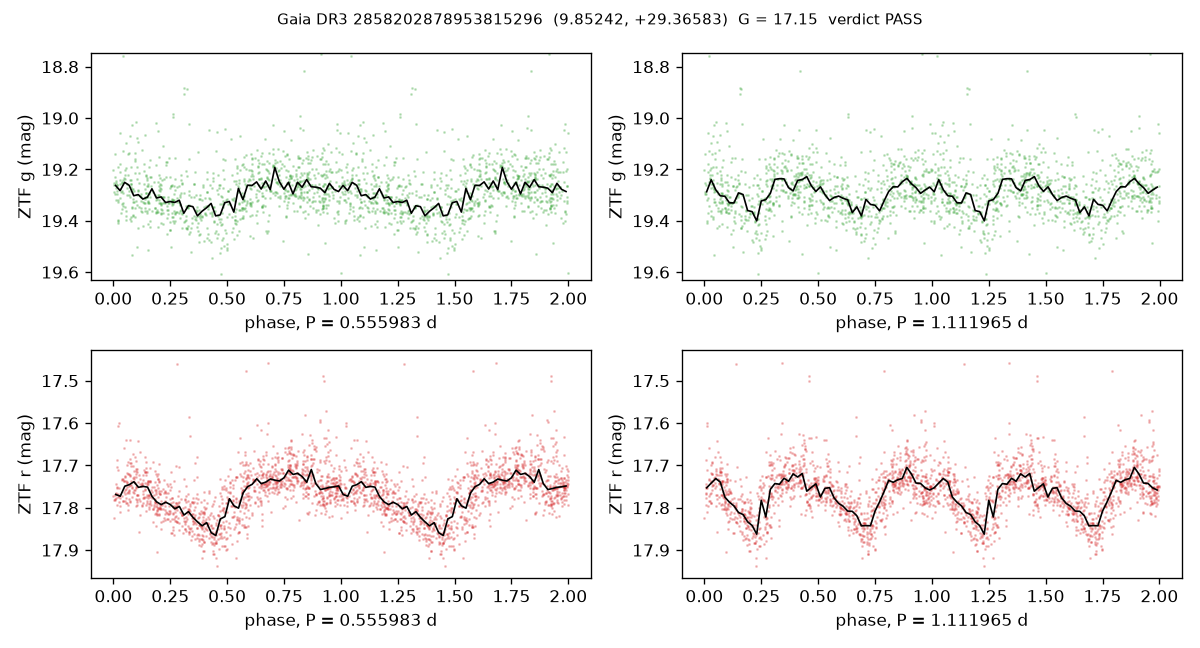 Gaia DR3 2858202878953815296 (9.85242, +29.36583) G = 17.15 verdict PASS
ZTF g (mag)
18.8
19.0
19.2
19.4
19.6
0.00 0.25 0.50 0.75 1.00 1.25 1.50 1.75 2.00
phase, P = 0.555983 d
ZTF g (mag)
18.8
19.0
19.2
19.4
19.6
0.00 0.25 0.50 0.75 1.00 1.25 1.50 1.75 2.00
phase, P = 1.111965 d
ZTF r (mag)
17.5
17.6
17.7
17.8
17.9
0.00 0.25 0.50 0.75 1.00 1.25 1.50 1.75 2.00
phase, P = 0.555983 d
ZTF r (mag)
17.5
17.6
17.7
17.8
17.9
0.00 0.25 0.50 0.75 1.00 1.25 1.50 1.75 2.00
phase, P = 1.111965 d